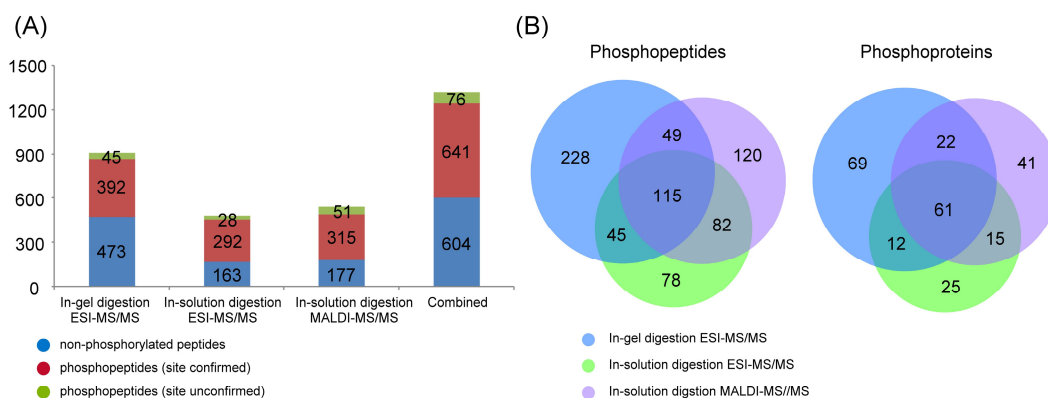 (A)
1500
1200
900
600
300
0
45
392
473
28
292
163
51
315
177
76
641
604
In-gel digestion
ESI-MS/MS
In-solution digestion
ESI-MS/MS
In-solution digestion
MALDI-MS/MS
Combined
non-phosphorylated peptides
phosphopeptides (site confirmed)
phosphopeptides (site unconfirmed)
(B)
Phosphopeptides
228
49
120
115
45
82
78
Phosphoproteins
69
22
41
61
12
15
25
In-gel digestion ESI-MS/MS
In-solution digestion ESI-MS/MS
In-solution digstion MALDI-MS//MS